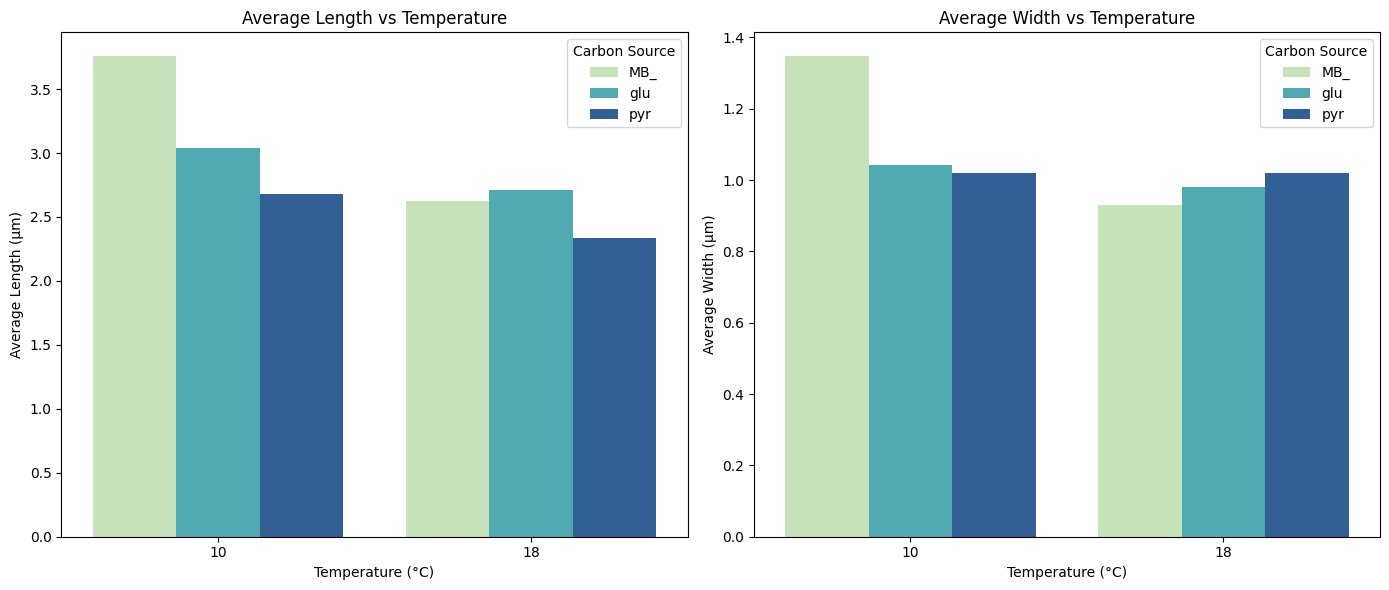 Average Length vs Temperature
Average Length (µm)
3.5
3.0
2.5
2.0
1.5
1.0
0.5
0.0
10
18
Temperature (°C)
Carbon Source
MB_
glu
pyr
Average Width vs Temperature
Average Width (µm)
1.4
1.2
1.0
0.8
0.6
0.4
0.2
0.0
10
18
Temperature (°C)
Carbon Source
MB_
glu
pyr